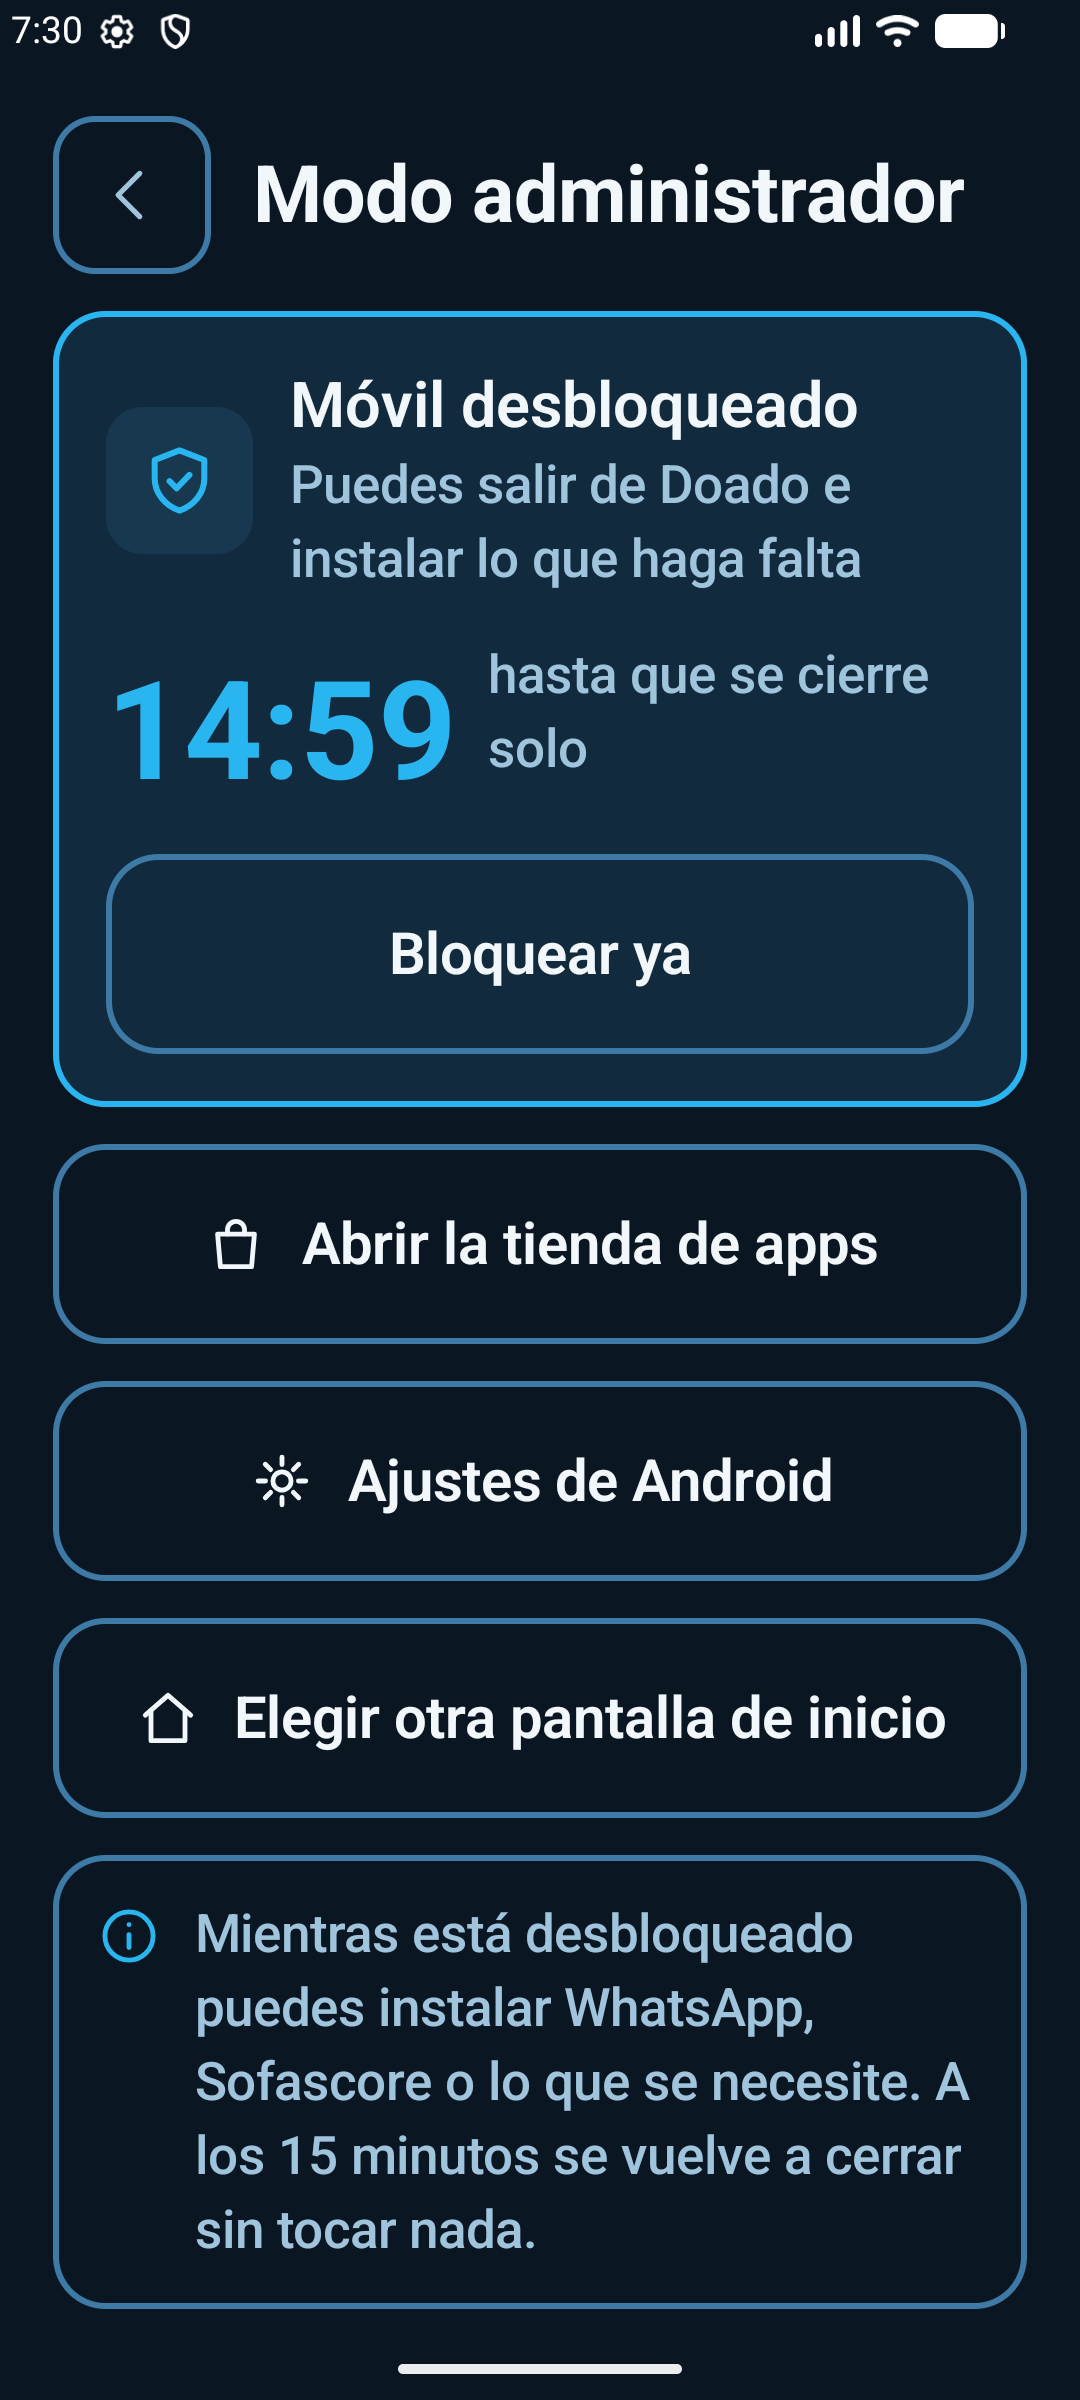 7:30
Modo administrador
Móvil desbloqueado
Puedes salir de Doado e
instalar lo que haga falta
14:59
hasta que se cierre
solo
Bloquear ya
Abrir la tienda de apps
Ajustes de Android
Elegir otra pantalla de inicio
Mientras está desbloqueado
puedes instalar WhatsApp,
Sofascore o lo que se necesite. A
los 15 minutos se vuelve a cerrar
sin tocar nada.